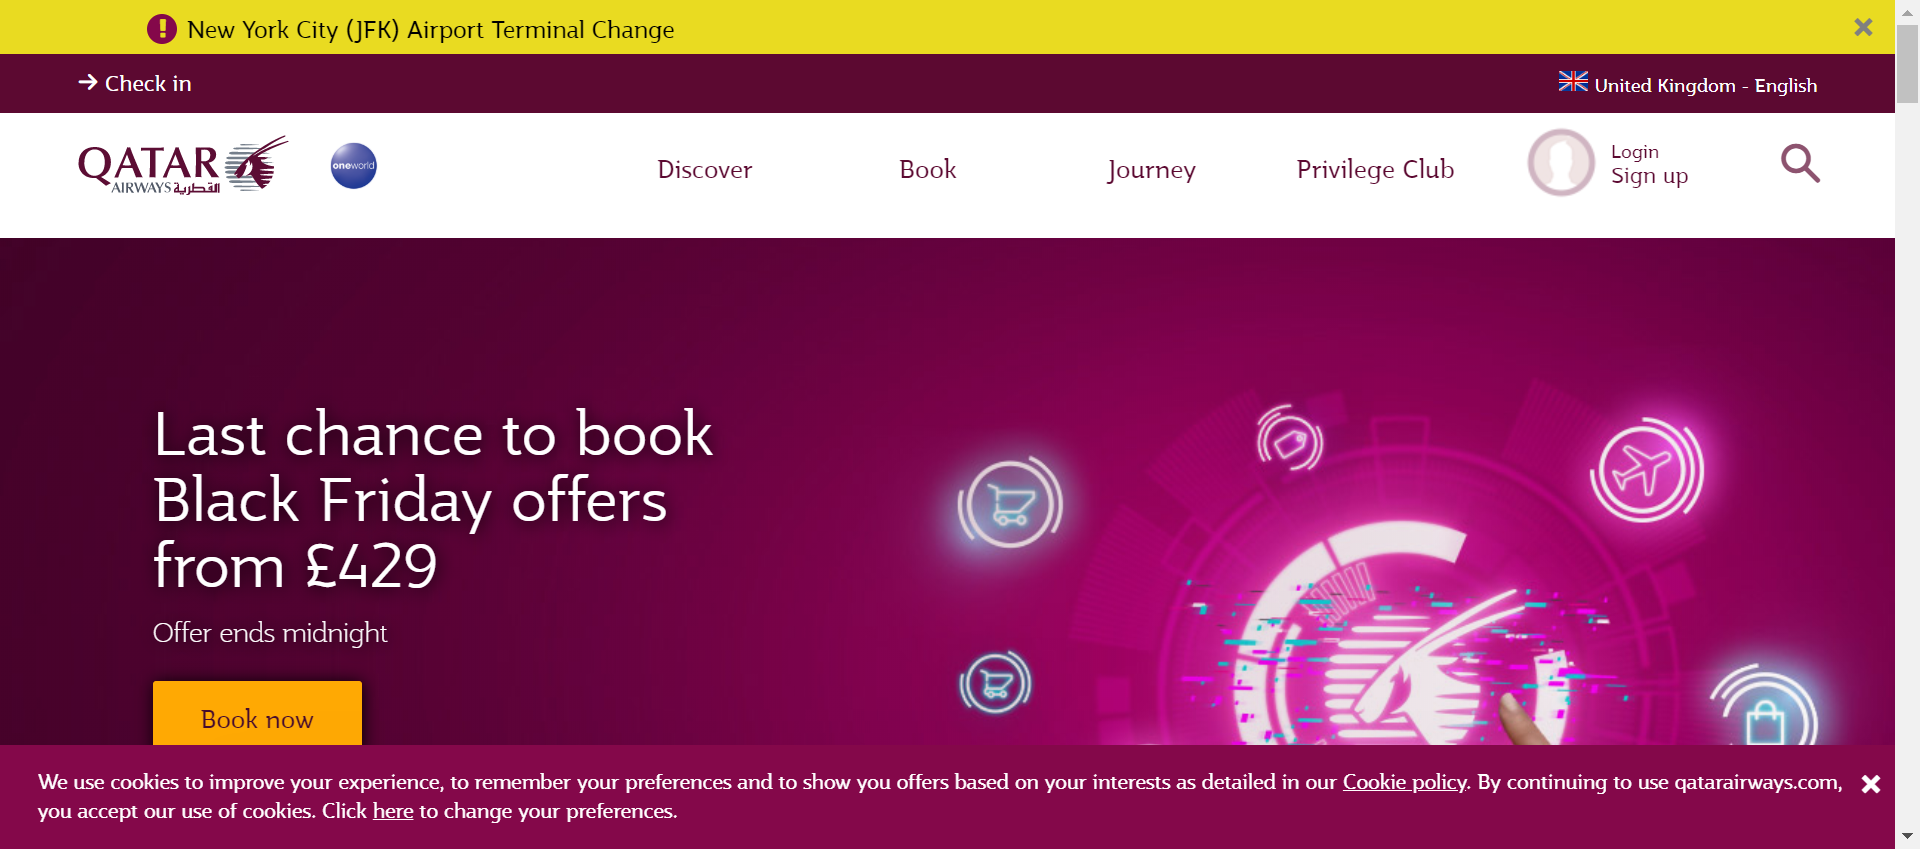 New York City (JFK) Airport Terminal Change
Check in
United Kingdom - English
QATAR
AIRWAYS القطرية
oneworld
Discover
Book
Journey
Privilege Club
Login
Sign up
Last chance to book
Black Friday offers
from £429
Offer ends midnight
Book now
We use cookies to improve your experience, to remember your preferences and to show you offers based on your interests as detailed in our Cookie policy. By continuing to use qatarairways.com,
you accept our use of cookies. Click here to change your preferences.